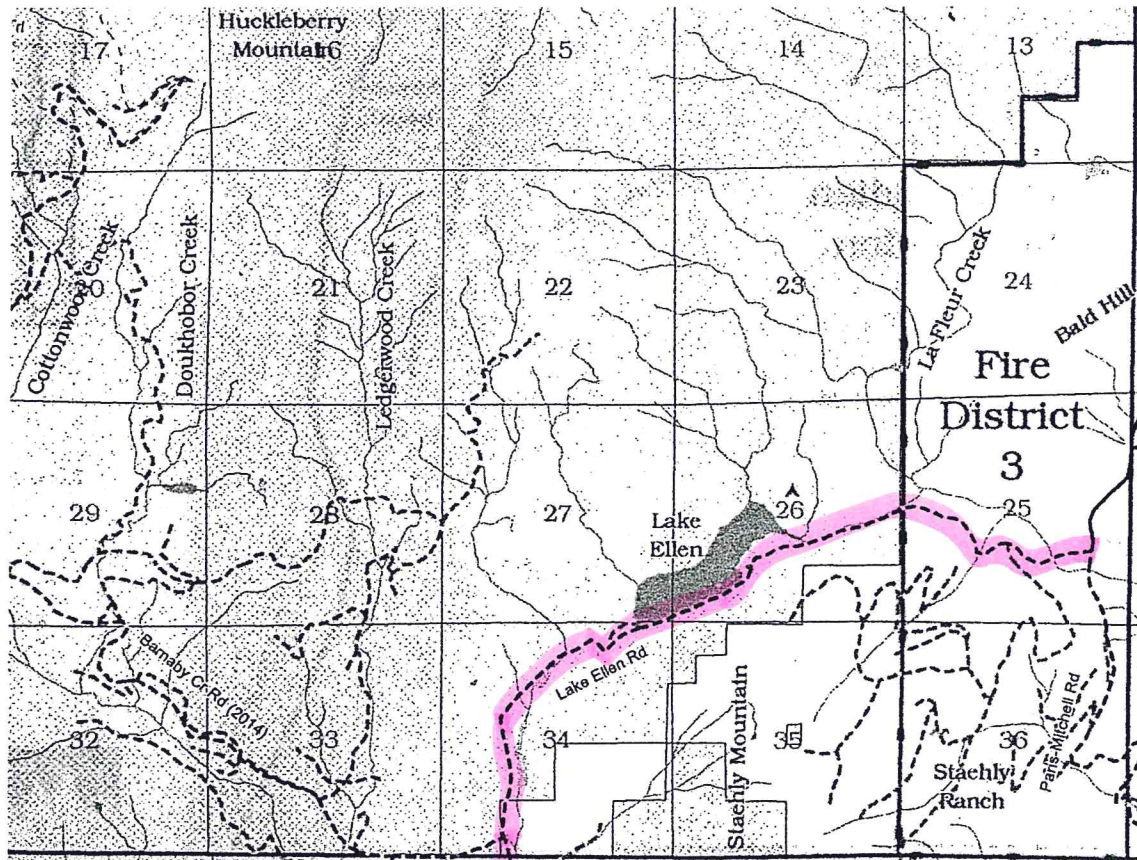 Huckleberry
Mountain
17
16
15
14
13
Cottonwood Creek
Doukhobor Creek
21
Ledgerwood Creek
22
23
La Fleur Creek
24
Bald Hill
Fire
District
3
29
28
27
Lake
Ellen
26
25
Barnaby Cr Rd (2014)
Lake Ellen Rd
32
33
34
Staehly Mountain
35
36
Staehly
Ranch
Paris-Mitchell Rd